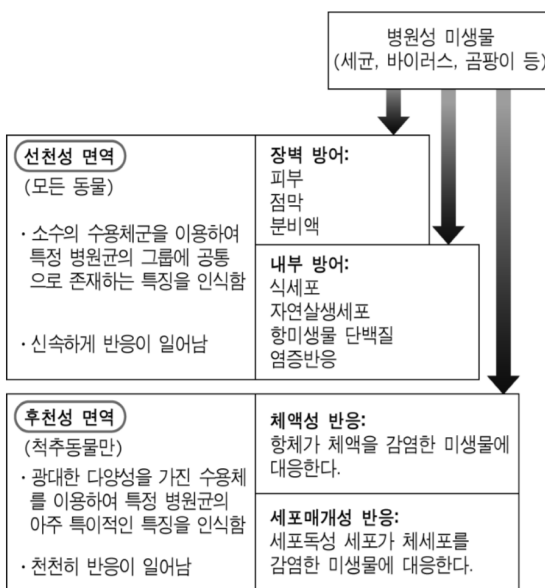 병원성 미생물
(세균, 바이러스, 곰팡이 등)
선천성 면역
(모든 동물)
· 소수의 수용체군을 이용하여
특정 병원균의 그룹에 공통
으로 존재하는 특징을 인식함
· 신속하게 반응이 일어남
장벽 방어:
피부
점막
분비액
내부 방어:
식세포
자연살생세포
항미생물 단백질
염증반응
후천성 면역
(척추동물만)
· 광대한 다양성을 가진 수용체
를 이용하여 특정 병원균의
아주 특이적인 특징을 인식함
· 천천히 반응이 일어남
체액성 반응:
항체가 체액을 감염한 미생물에
대응한다.
세포매개성 반응:
세포독성 세포가 체세포를
감염한 미생물에 대응한다.